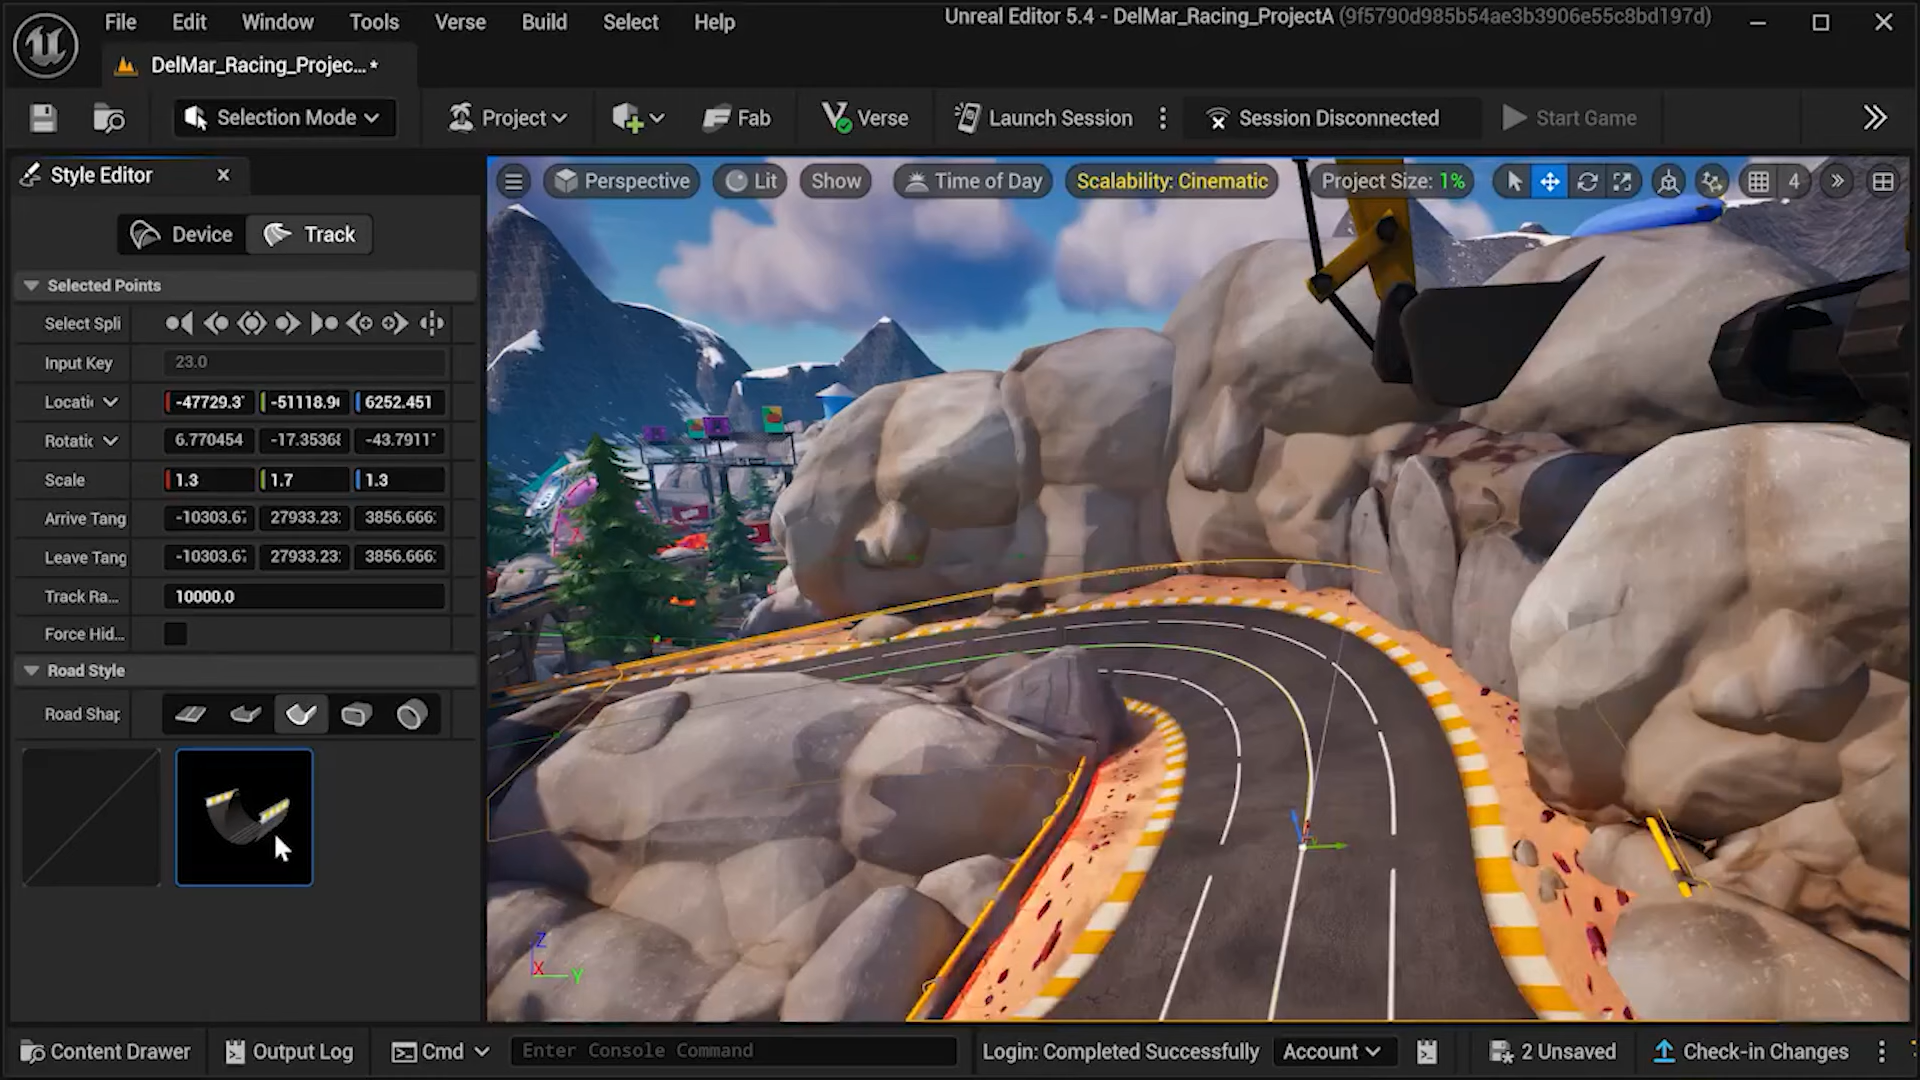 File Edit Window Tools Verse Build Select Help
Unreal Editor 5.4 - DelMar_Racing_ProjectA (9f5790d985b54ae3b3906e55c8bd197d)
DelMar_Racing_Projec... *
Selection Mode Project Fab Verse Launch Session Session Disconnected Start Game
Style Editor
Perspective Lit Show Time of Day Scalability: Cinematic Project Size: 1% 4
Device Track
Selected Points
Select Spli
Input Key 23.0
Locatic -47729.3 -51118.9 6252.451
Rotatic 6.770454 -17.3536 -43.7911
Scale 1.3 1.7 1.3
Arrive Tang -10303.6 27933.23 3856.666
Leave Tang -10303.6 27933.23 3856.666
Track Ra... 10000.0
Force Hid...
Road Style
Road Shap
Z
X Y
Content Drawer Output Log Cmd Enter Console Command Login: Completed Successfully Account 2 Unsaved Check-in Changes